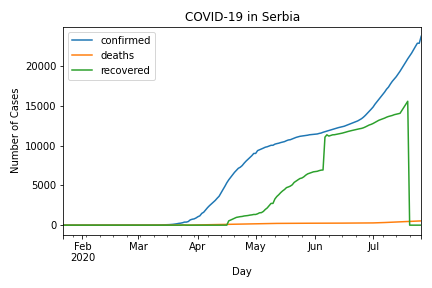 COVID-19 in Serbia
confirmed
deaths
recovered
Number of Cases
20000
15000
10000
5000
0
Feb
2020
Mar
Apr
May
Jun
Jul
Day